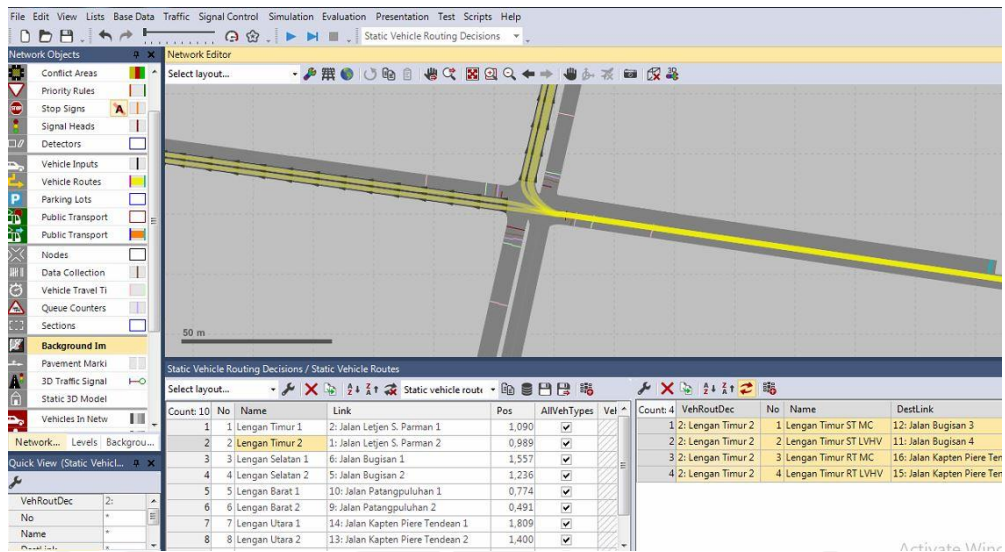 File Edit View Lists Base Data Traffic Signal Control Simulation Evaluation Presentation Test Scripts Help
Static Vehicle Routing Decisions
Network Objects
Conflict Areas
Priority Rules
Stop Signs
Signal Heads
Detectors
Vehicle Inputs
Vehicle Routes
Parking Lots
Public Transport
Public Transport
Nodes
Data Collection
Vehicle Travel Ti
Queue Counters
Sections
Background Im
Pavement Marki
3D Traffic Signal
Static 3D Model
Vehicles In Netw
Network... Levels Backgrou...
Quick View (Static Vehicl...
VehRoutDec 2:
No *
Name *
Network Editor
Select layout...
50 m
Static Vehicle Routing Decisions / Static Vehicle Routes
Select layout... Static vehicle route
Count: 10 No Name Link Pos AllVehTypes Vel
1 1 Lengan Timur 1 2: Jalan Letjen S. Parman 1 1,090
2 2 Lengan Timur 2 1: Jalan Letjen S. Parman 2 0,989
3 3 Lengan Selatan 1 6: Jalan Bugisan 1 1,557
4 4 Lengan Selatan 2 5: Jalan Bugisan 2 1,236
5 5 Lengan Barat 1 10: Jalan Patangpuluhan 1 0,774
6 6 Lengan Barat 2 9: Jalan Patangpuluhan 2 0,491
7 7 Lengan Utara 1 14: Jalan Kapten Piere Tendean 1 1,809
8 8 Lengan Utara 2 13: Jalan Kapten Piere Tendean 2 1,400
Count: 4 VehRoutDec No Name DestLink
1 2: Lengan Timur 2 1 Lengan Timur ST MC 12: Jalan Bugisan 3
2 2: Lengan Timur 2 2 Lengan Timur ST LVHV 11: Jalan Bugisan 4
3 2: Lengan Timur 2 3 Lengan Timur RT MC 16: Jalan Kapten Piere Ten
4 2: Lengan Timur 2 4 Lengan Timur RT LVHV 15: Jalan Kapten Piere Ten
Activate Wind